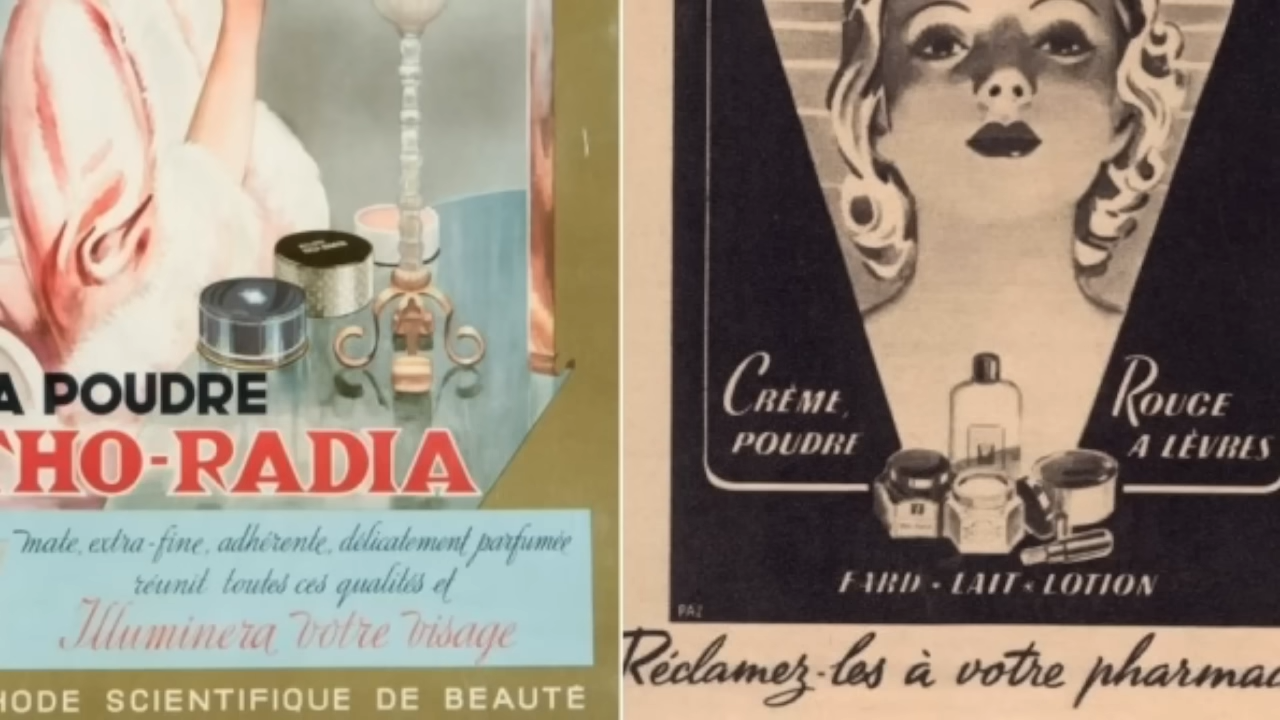 A POUDRE
THO-RADIA
mate, extra-fine, adhérente, délicatement parfumée
réunit toutes ces qualités et
Illuminera votre visage
HODE SCIENTIFIQUE DE BEAUTÉ
CRÈME,
POUDRE
ROUGE
A LÈVRES
FARD - LAIT - LOTION
Réclamez-les à votre pharmac